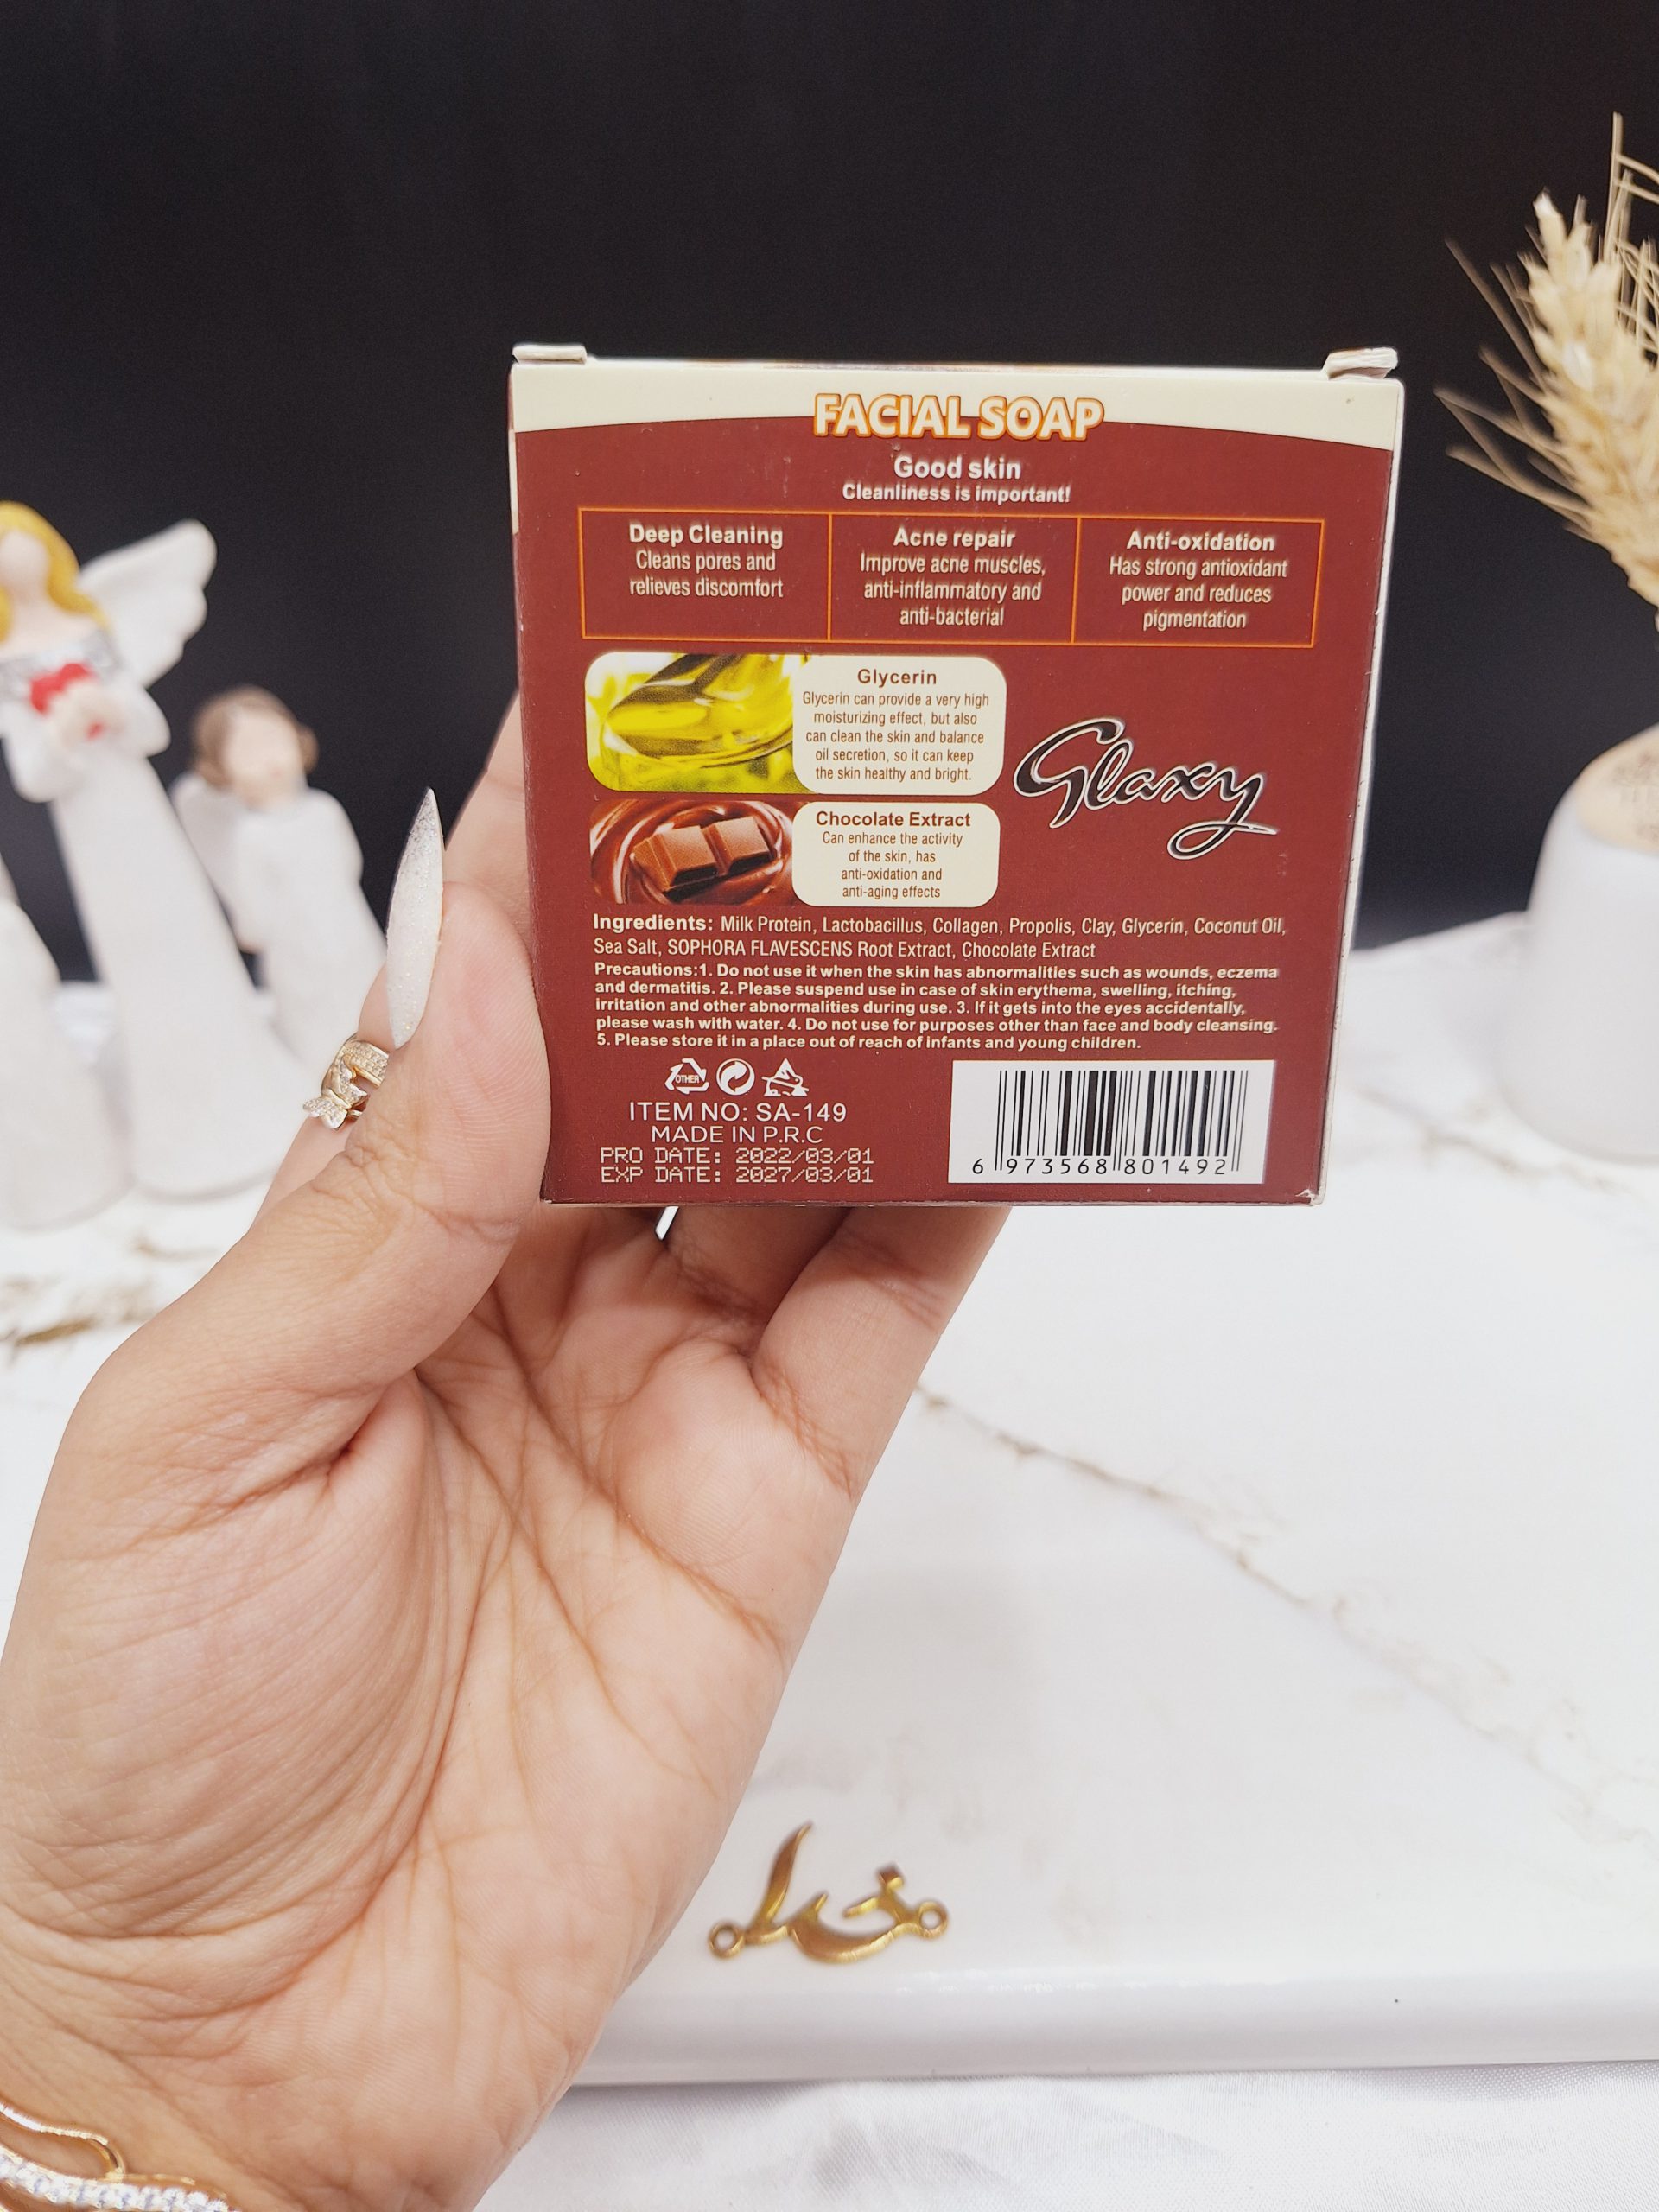 FACIAL SOAP
Good skin
Cleanliness is important!
Deep Cleaning
Cleans pores and
relieves discomfort
Acne repair
Improve acne muscles,
anti-inflammatory and
anti-bacterial
Anti-oxidation
Has strong antioxidant
power and reduces
pigmentation
Glycerin
Glycerin can provide a very high
moisturizing effect, but also
can clean the skin and balance
oil secretion, so it can keep
the skin healthy and bright.
Glaxy
Chocolate Extract
Can enhance the activity
of the skin, has
anti-oxidation and
anti-aging effects
Ingredients: Milk Protein, Lactobacillus, Collagen, Propolis, Clay, Glycerin, Coconut Oil,
Sea Salt, SOPHORA FLAVESCENS Root Extract, Chocolate Extract
Precautions:1. Do not use it when the skin has abnormalities such as wounds, eczema
and dermatitis. 2. Please suspend use in case of skin erythema, swelling, itching,
irritation and other abnormalities during use. 3. If it gets into the eyes accidentally,
please wash with water. 4. Do not use for purposes other than face and body cleansing.
5. Please store it in a place out of reach of infants and young children.
OTHER
ITEM NO: SA-149
MADE IN P.R.C
PRO DATE: 2022/03/01
EXP DATE: 2027/03/01
6 973568 801492